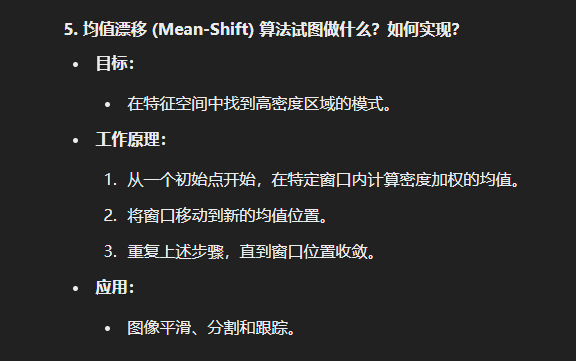 5. 均值漂移 (Mean-Shift) 算法试图做什么？如何实现？
• 目标：
• 在特征空间中找到高密度区域的模式。
• 工作原理：
1. 从一个初始点开始，在特定窗口内计算密度加权的均值。
2. 将窗口移动到新的均值位置。
3. 重复上述步骤，直到窗口位置收敛。
• 应用：
• 图像平滑、分割和跟踪。